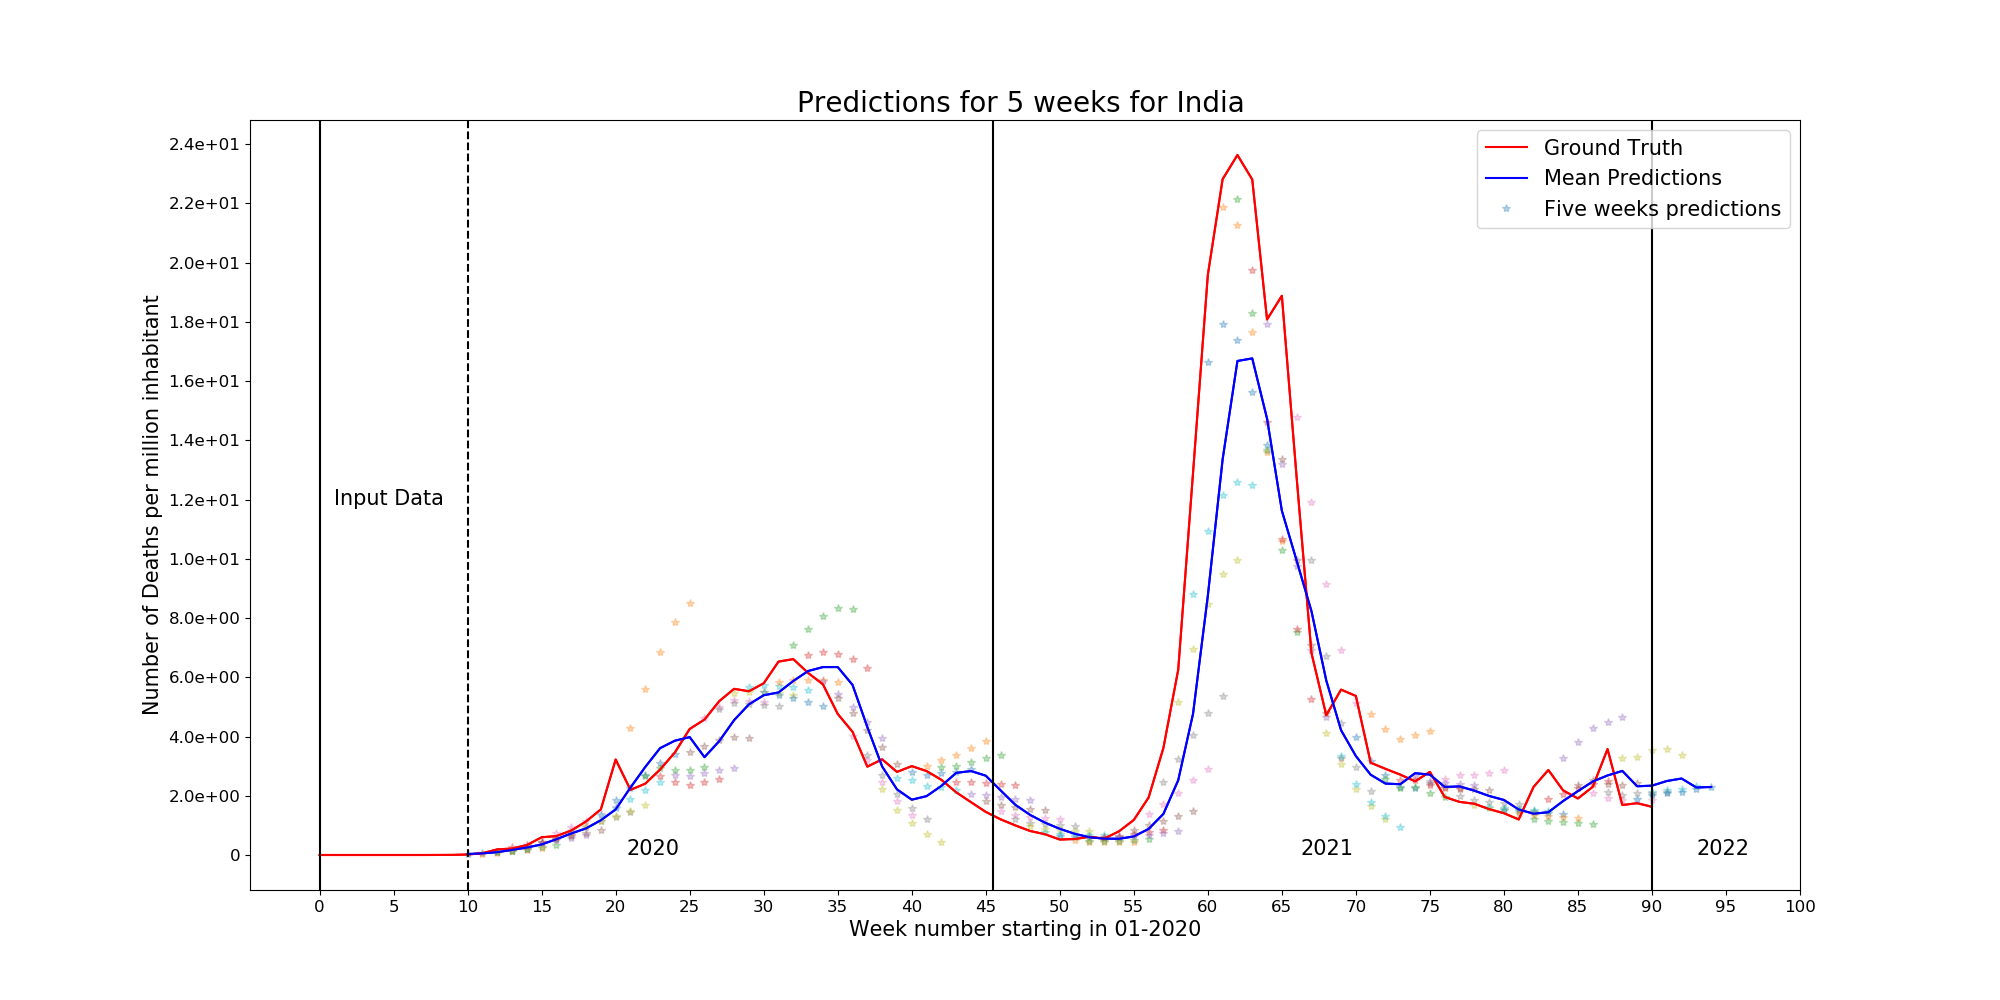 Predictions for 5 weeks for India
Number of Deaths per million inhabitant
2.4e+01
2.2e+01
2.0e+01
1.8e+01
1.6e+01
1.4e+01
1.2e+01
1.0e+01
8.0e+00
6.0e+00
4.0e+00
2.0e+00
0
Ground Truth
Mean Predictions
Five weeks predictions
Input Data
2020
2021
2022
0 5 10 15 20 25 30 35 40 45 50 55 60 65 70 75 80 85 90 95 100
Week number starting in 01-2020